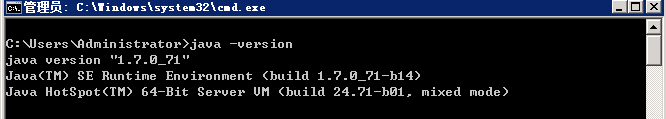 管理员: C:\Windows\system32\cmd.exe
C:\Users\Administrator>java -version
java version "1.7.0_71"
Java(TM) SE Runtime Environment (build 1.7.0_71-b14)
Java HotSpot(TM) 64-Bit Server VM (build 24.71-b01, mixed mode)